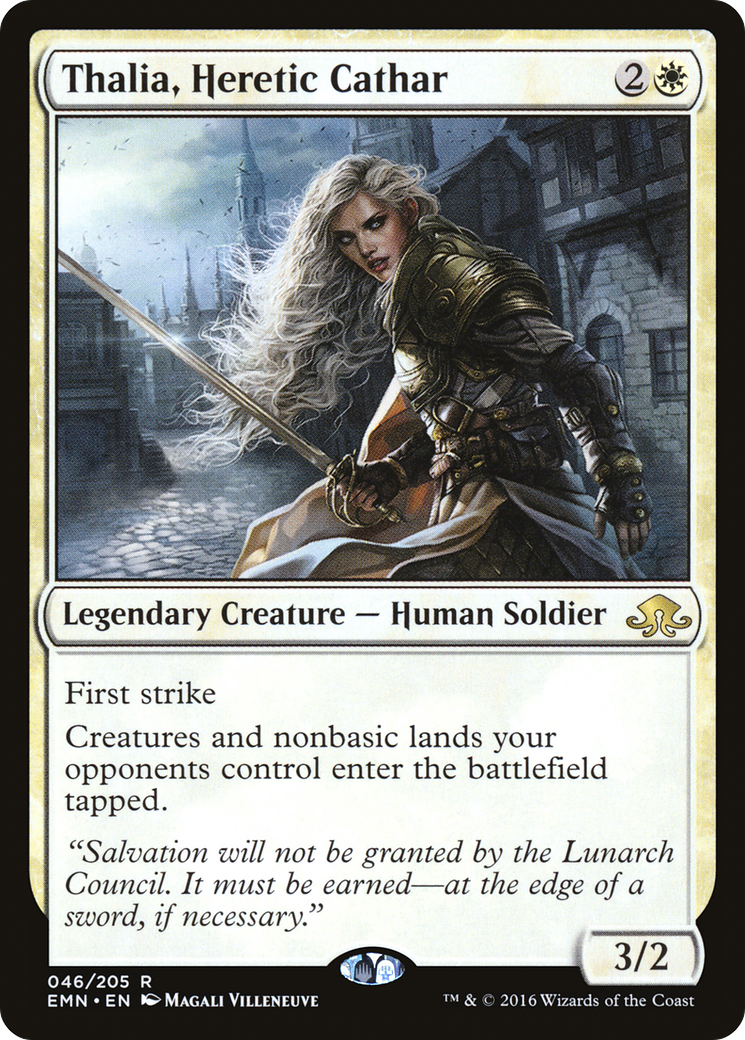 Thalia, Heretic Cathar 2
Legendary Creature — Human Soldier
First strike
Creatures and nonbasic lands your
opponents control enter the battlefield
tapped.
“Salvation will not be granted by the Lunarch
Council. It must be earned—at the edge of a
sword, if necessary.”
3/2
046/205 R
EMN • EN Magali Villeneuve
™ & © 2016 Wizards of the Coast